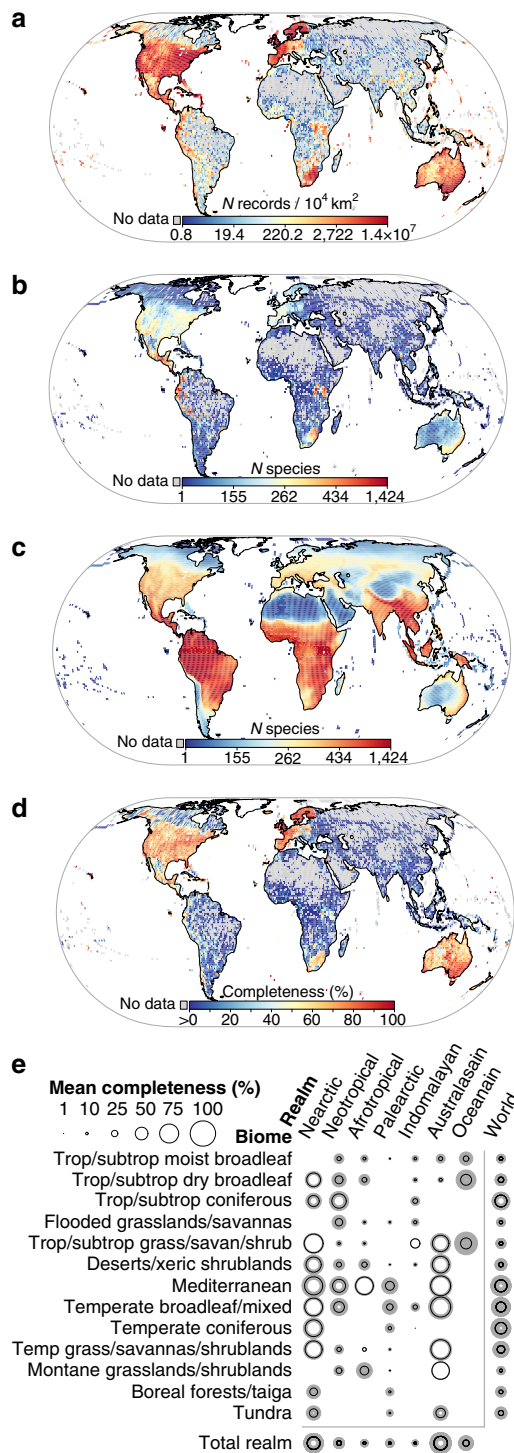 a
N records / 10⁴ km²
No data
0.8 19.4 220.2 2,722 1.4×10⁷
b
N species
No data
1 155 262 434 1,424
c
N species
No data
1 155 262 434 1,424
d
Completeness (%)
No data
>0 20 40 60 80 100
e
Mean completeness (%)
1 10 25 50 75 100
Realm
Nearctic
Neotropical
Afrotropical
Palearctic
Indomalayan
Australasain
Oceanain
World
Biome
Trop/subtrop moist broadleaf
Trop/subtrop dry broadleaf
Trop/subtrop coniferous
Flooded grasslands/savannas
Trop/subtrop grass/savan/shrub
Deserts/xeric shrublands
Mediterranean
Temperate broadleaf/mixed
Temperate coniferous
Temp grass/savannas/shrublands
Montane grasslands/shrublands
Boreal forests/taiga
Tundra
Total realm